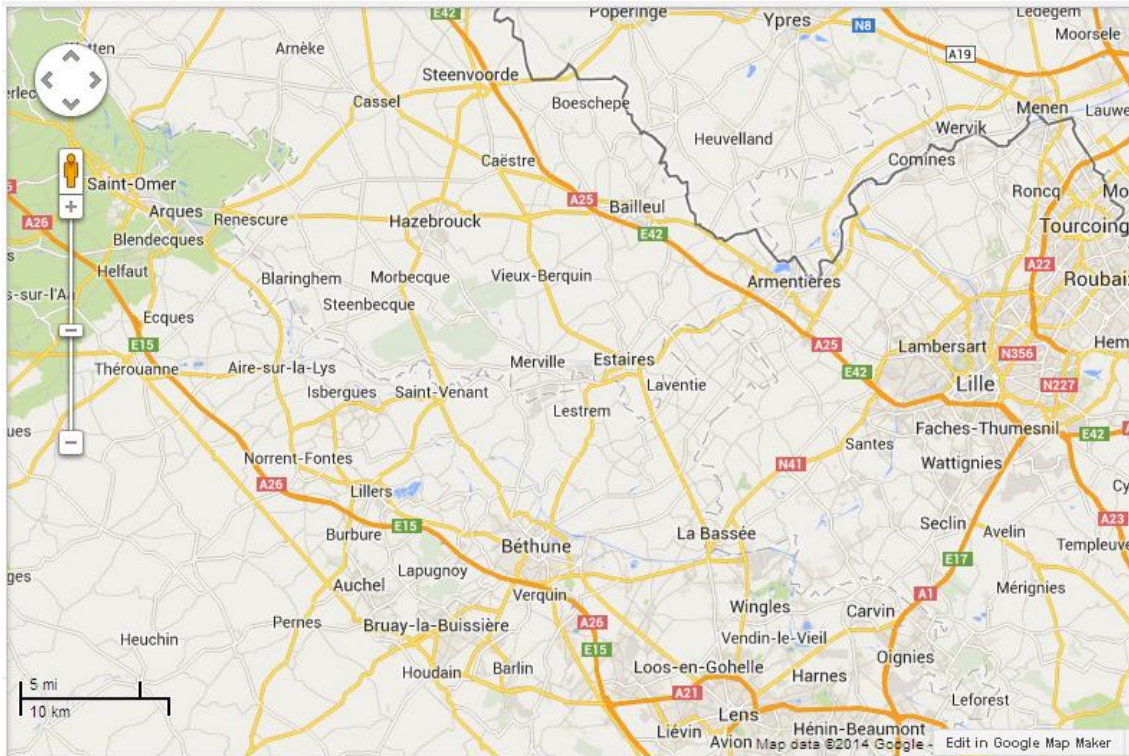 E42
Poperinge
Ypres
N8
Ledegem
Moorsele
A19
Arnèke
Steenvoorde
Cassel
Boeschepe
Menen
Heuvelland
Wervik
Caëstre
Comines
Saint-Omer
A25
Roncq
Arques
Renescure
Hazebrouck
Bailleul
A26
Tourcoing
Blendecques
E42
Helfaut
Blaringhem
Morbecque
Vieux-Berquin
Armentières
A22
Steenbecque
Ecques
E15
A25
Lambersart
N356
Thérouanne
Aire-sur-la-Lys
Merville
Estaires
E42
Isbergues
Saint-Venant
Laventie
Lille
N227
Lestrem
Faches-Thumesnil
E42
Santes
Norrent-Fontes
N41
Wattignies
A26
Lillers
E15
Burbure
La Bassée
Seclin
Avelin
A23
Béthune
E17
Auchel
Lapugnoy
Verquin
A1
Mérignies
Wingles
Carvin
Pernes
A26
Heuchin
Bruay-la-Buissière
Vendin-le-Vieil
E15
Oignies
Houdain
Barlin
Loos-en-Gohelle
Harnes
5 mi
A21
Leforest
10 km
Lens
Liévin
Hénin-Beaumont
Avion
Map data ©2014 Google -
Edit in Google Map Maker